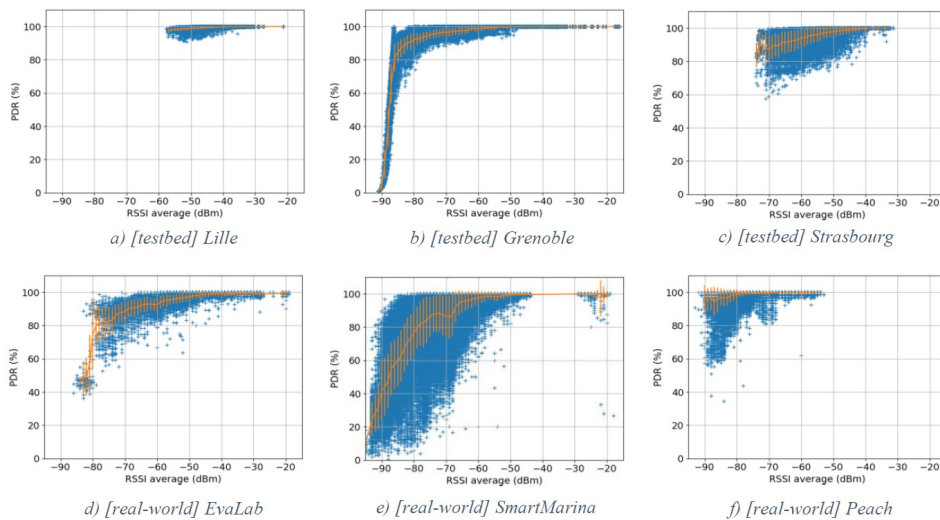 PDR (%)
100
80
60
40
20
0
−90 −80 −70 −60 −50 −40 −30 −20
RSSI average (dBm)
a) [testbed] Lille
PDR (%)
100
80
60
40
20
0
−90 −80 −70 −60 −50 −40 −30 −20
RSSI average (dBm)
b) [testbed] Grenoble
PDR (%)
100
80
60
40
20
0
−90 −80 −70 −60 −50 −40 −30 −20
RSSI average (dBm)
c) [testbed] Strasbourg
PDR (%)
100
80
60
40
20
0
−90 −80 −70 −60 −50 −40 −30 −20
RSSI average (dBm)
d) [real-world] EvaLab
PDR (%)
100
80
60
40
20
0
−90 −80 −70 −60 −50 −40 −30 −20
RSSI average (dBm)
e) [real-world] SmartMarina
PDR (%)
100
80
60
40
20
0
−90 −80 −70 −60 −50 −40 −30 −20
RSSI average (dBm)
f) [real-world] Peach